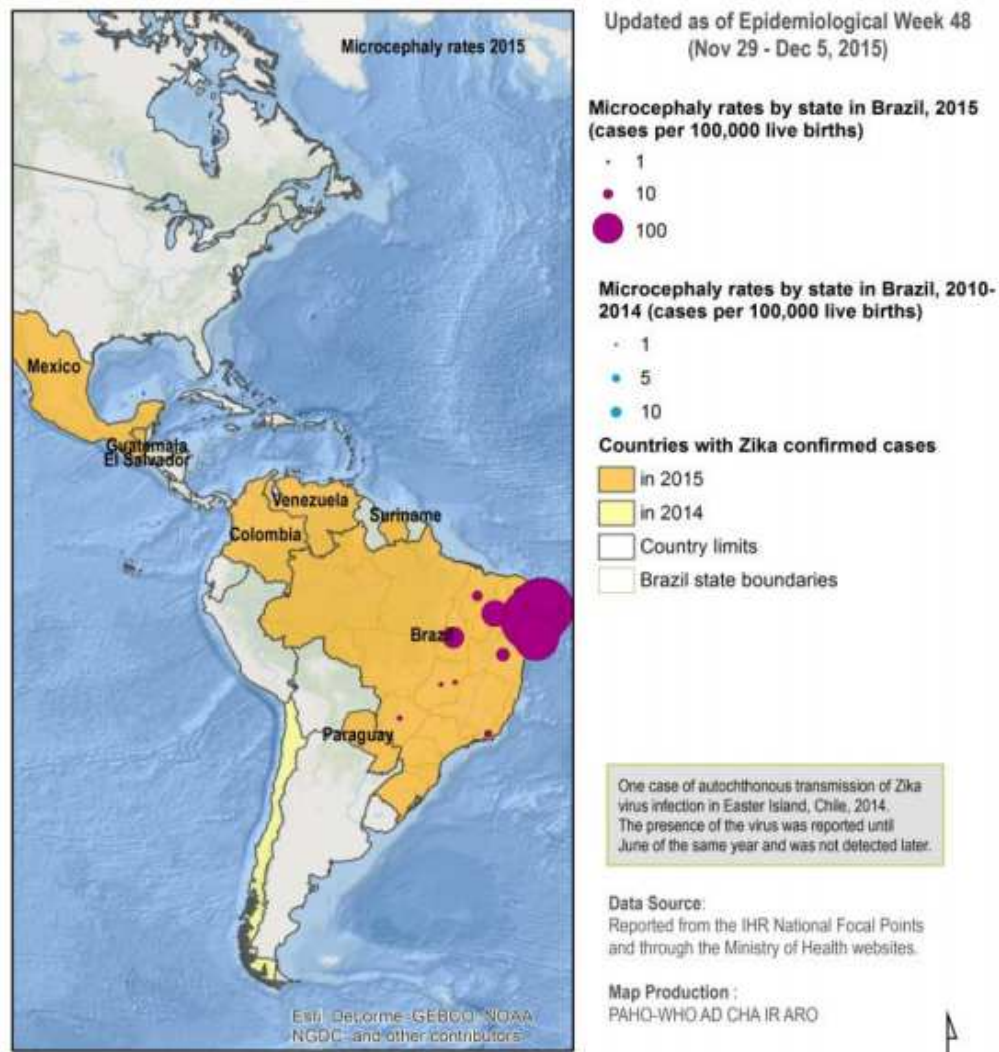 Microcephaly rates 2015
Mexico
Guatemala
El Salvador
Venezuela
Suriname
Colombia
Brazil
Paraguay
Esri, DeLorme, GEBCO, NOAA
NGDC, and other contributors
Updated as of Epidemiological Week 48
(Nov 29 - Dec 5, 2015)
Microcephaly rates by state in Brazil, 2015
(cases per 100,000 live births)
1
10
100
Microcephaly rates by state in Brazil, 2010-
2014 (cases per 100,000 live births)
1
5
10
Countries with Zika confirmed cases
in 2015
in 2014
Country limits
Brazil state boundaries
One case of autochthonous transmission of Zika
virus infection in Easter Island, Chile, 2014.
The presence of the virus was reported until
June of the same year and was not detected later.
Data Source:
Reported from the IHR National Focal Points
and through the Ministry of Health websites.
Map Production :
PAHO-WHO AD CHA IR ARO